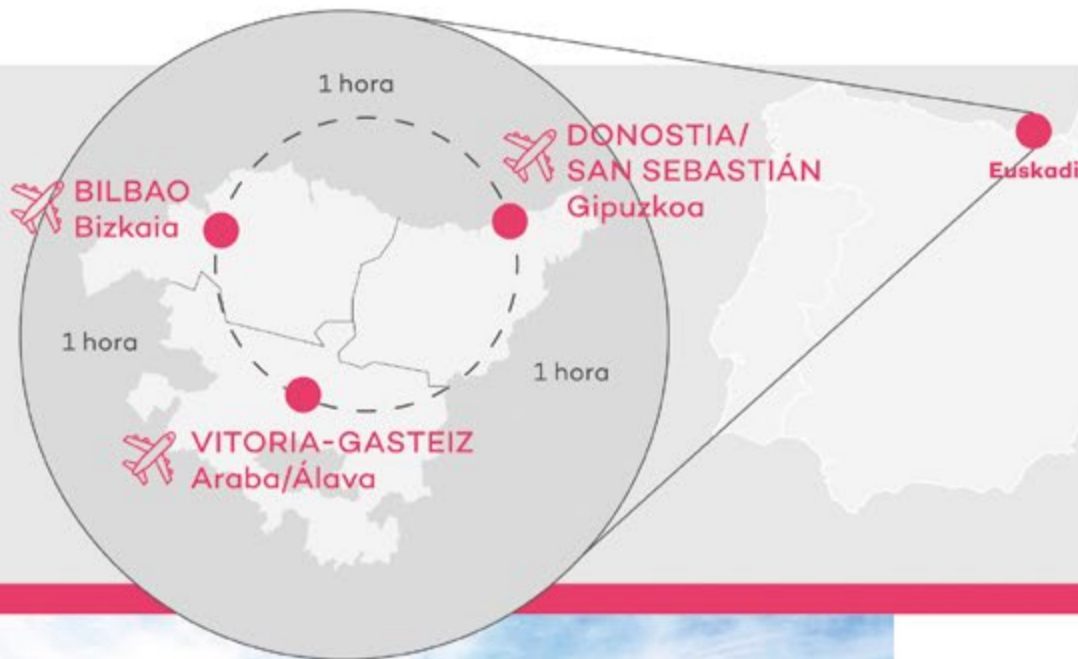 1 hora
DONOSTIA/
SAN SEBASTIÁN
Gipuzkoa
BILBAO
Bizkaia
Euskadi
1 hora
1 hora
VITORIA-GASTEIZ
Araba/Álava